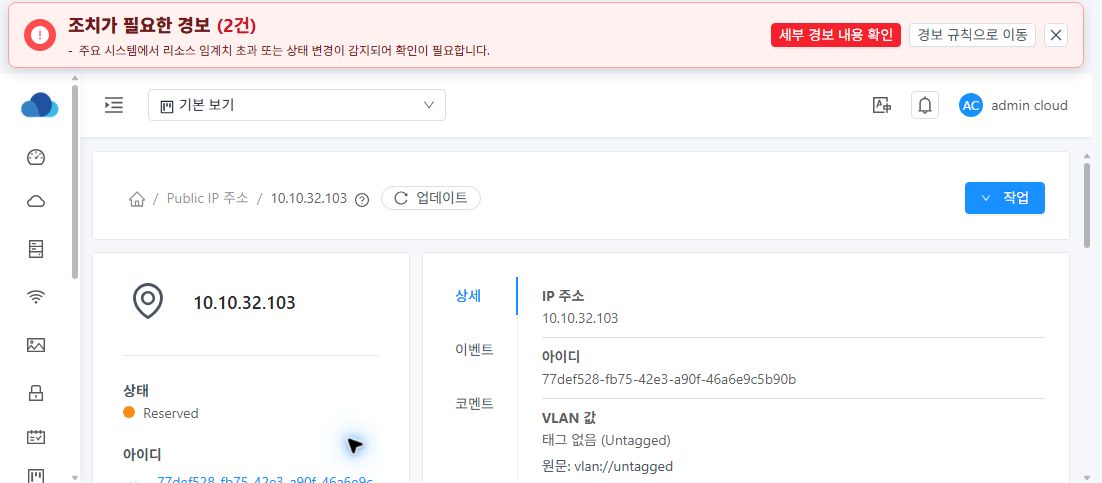 조치가 필요한 경보 (2건)
- 주요 시스템에서 리소스 임계치 초과 또는 상태 변경이 감지되어 확인이 필요합니다.
세부 경보 내용 확인
경보 규칙으로 이동
기본 보기
AC admin cloud
/ Public IP 주소 / 10.10.32.103
업데이트
작업
10.10.32.103
상태
Reserved
아이디
77def528-fb75-42e3-a90f-46a6e9c
상세
이벤트
코멘트
IP 주소
10.10.32.103
아이디
77def528-fb75-42e3-a90f-46a6e9c5b90b
VLAN 값
태그 없음 (Untagged)
원문: vlan://untagged